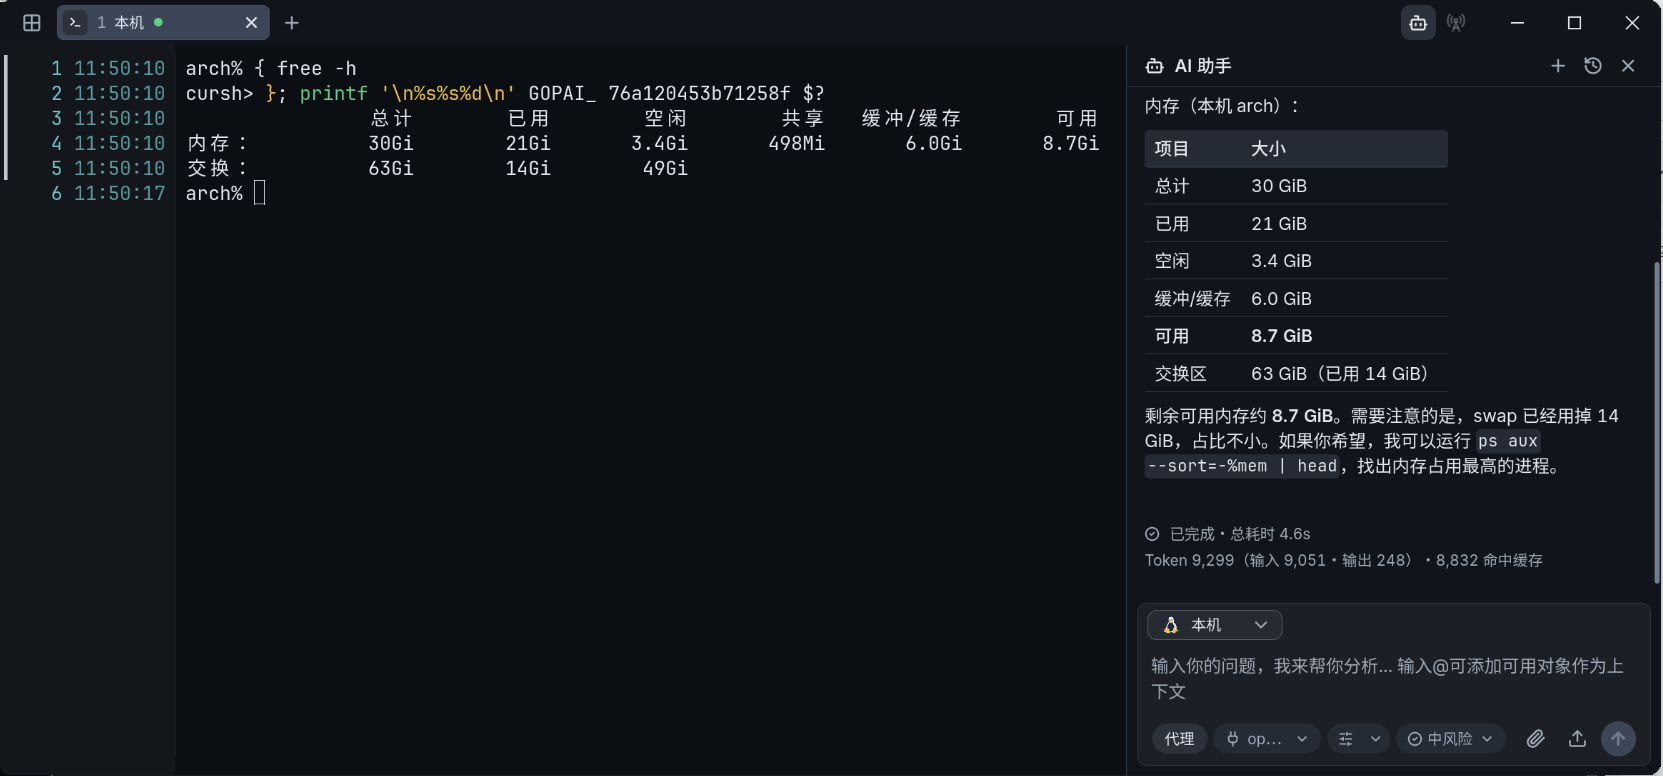 1 本机
1 11:50:10 arch% { free -h
2 11:50:10 cursh> }; printf '\n%s%s%d\n' GOPAI_ 76a120453b71258f $?
3 11:50:10 总计 已用 空闲 共享 缓冲/缓存 可用
4 11:50:10 内存： 30Gi 21Gi 3.4Gi 498Mi 6.0Gi 8.7Gi
5 11:50:10 交换： 63Gi 14Gi 49Gi
6 11:50:17 arch%
AI 助手
内存（本机 arch）：
项目 大小
总计 30 GiB
已用 21 GiB
空闲 3.4 GiB
缓冲/缓存 6.0 GiB
可用 8.7 GiB
交换区 63 GiB（已用 14 GiB）
剩余可用内存约 8.7 GiB。需要注意的是，swap 已经用掉 14
GiB，占比不小。如果你希望，我可以运行 ps aux
--sort=-%mem | head，找出内存占用最高的进程。
已完成・总耗时 4.6s
Token 9,299（输入 9,051・输出 248）・8,832 命中缓存
本机
输入你的问题，我来帮你分析... 输入@可添加可用对象作为上
下文
代理 op... 中风险